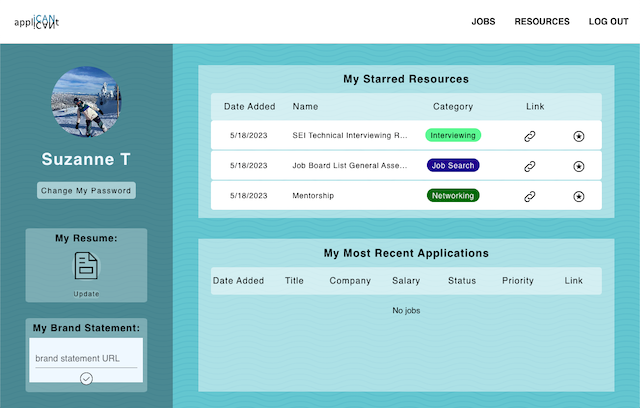 appliCANt
JOBS RESOURCES LOG OUT
Suzanne T
Change My Password
My Resume:
Update
My Brand Statement:
brand statement URL
My Starred Resources
Date Added Name Category Link
5/18/2023 SEI Technical Interviewing R... Interviewing
5/18/2023 Job Board List General Asse... Job Search
5/18/2023 Mentorship Networking
My Most Recent Applications
Date Added Title Company Salary Status Priority Link
No jobs